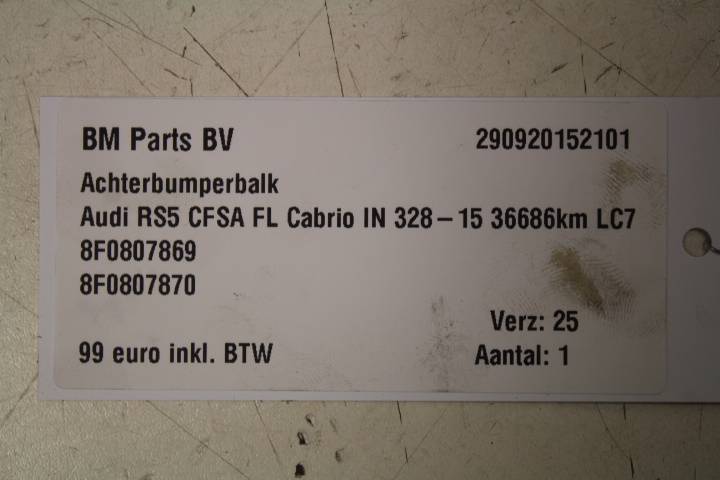 BM Parts BV 290920152101
Achterbumperbalk
Audi RS5 CFSA FL Cabrio IN 328-15 36686km LC7
8F0807869
8F0807870
Verz: 25
99 euro inkl. BTW Aantal: 1